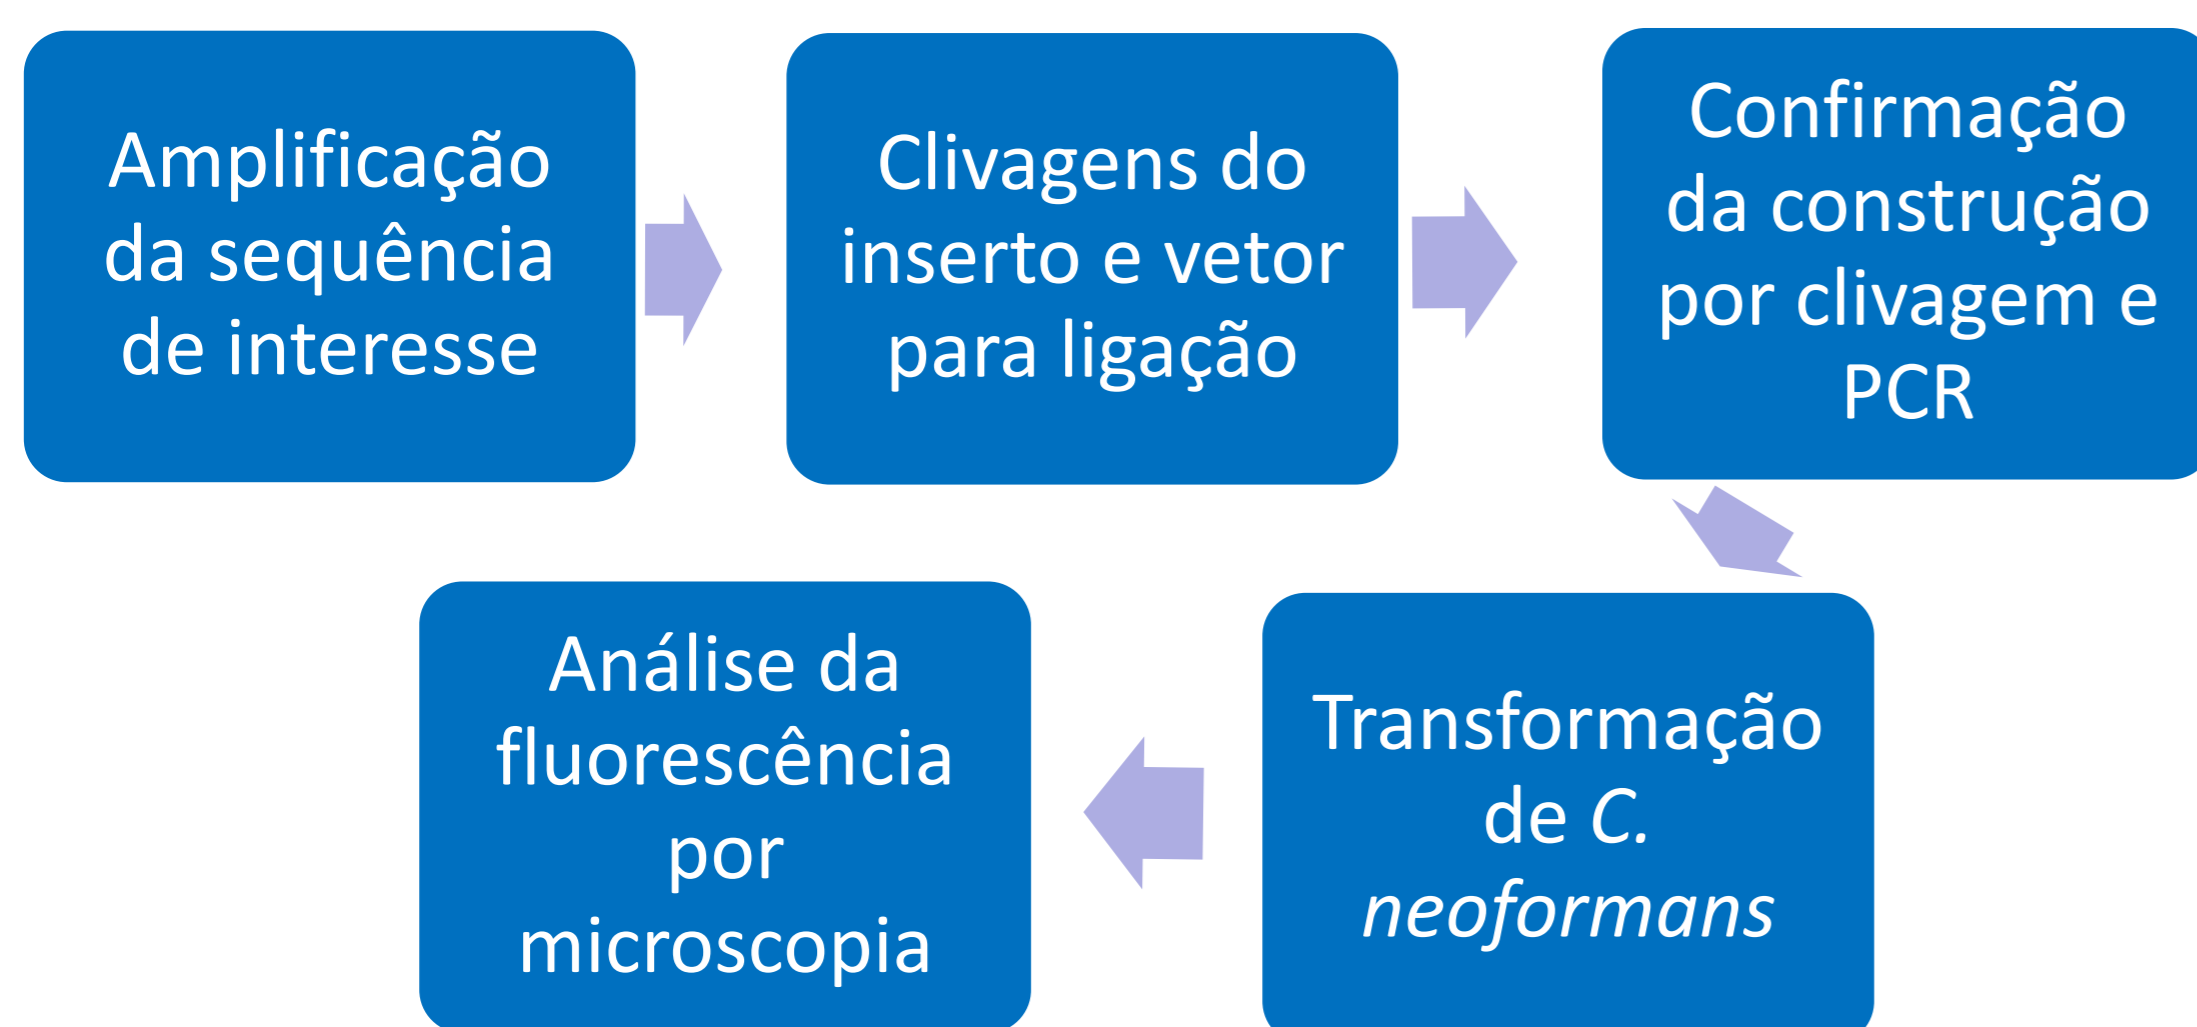 Amplificação
da sequência
de interesse
Clivagens do
inserto e vetor
para ligação
Confirmação
da construção
por clivagem e
PCR
Transformação
de C.
neoformans
Análise da
fluorescência
por
microscopia